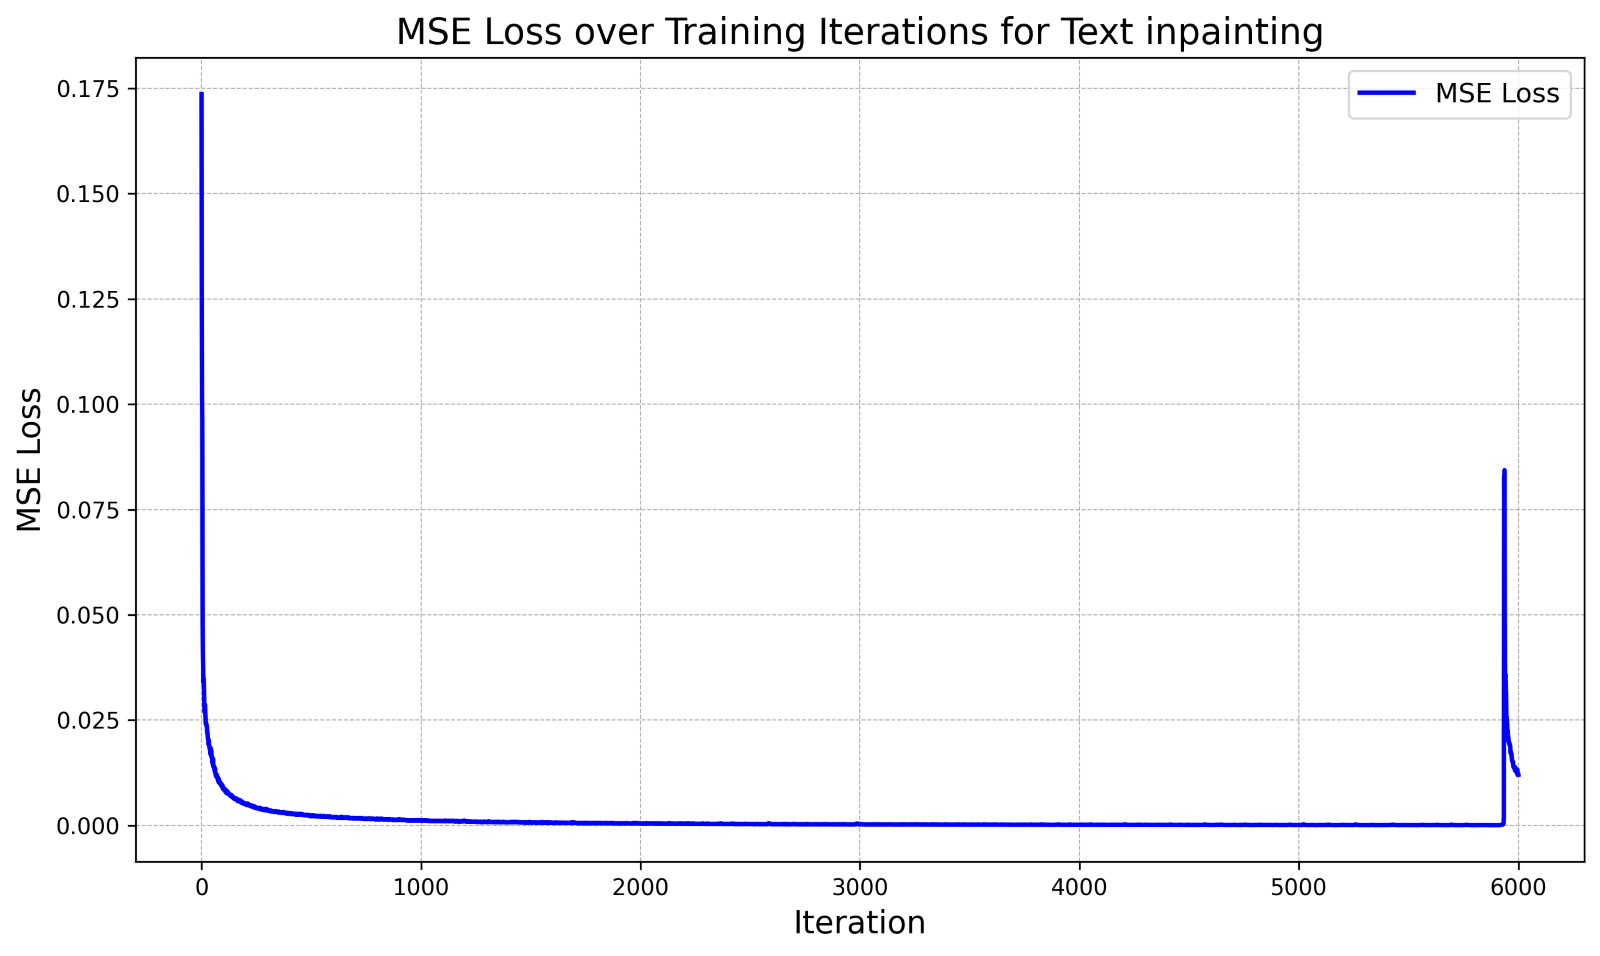 MSE Loss over Training Iterations for Text inpainting
MSE Loss
0.175
0.150
0.125
0.100
0.075
0.050
0.025
0.000
MSE Loss
0 1000 2000 3000 4000 5000 6000
Iteration